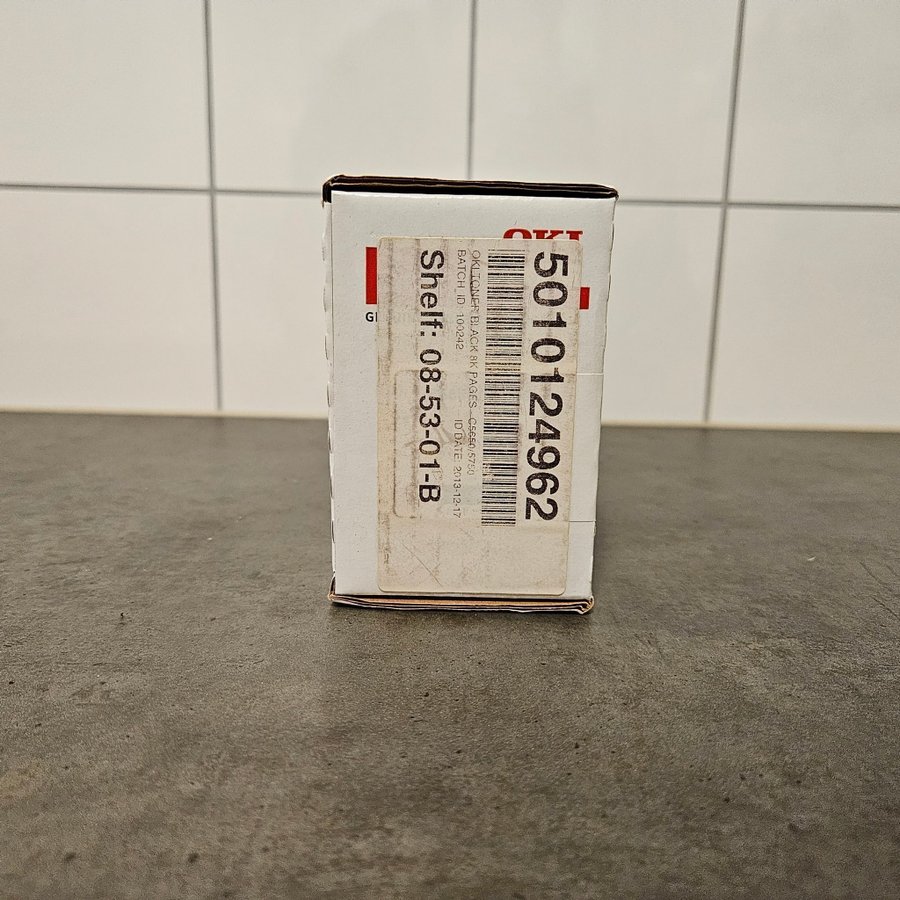 OKI
5010124962
OKI TONER BLACK 8K PAGES - C5650/5750
BATCH ID: 100242 ID DATE: 2013-12-17
Shelf: 08-53-01-B